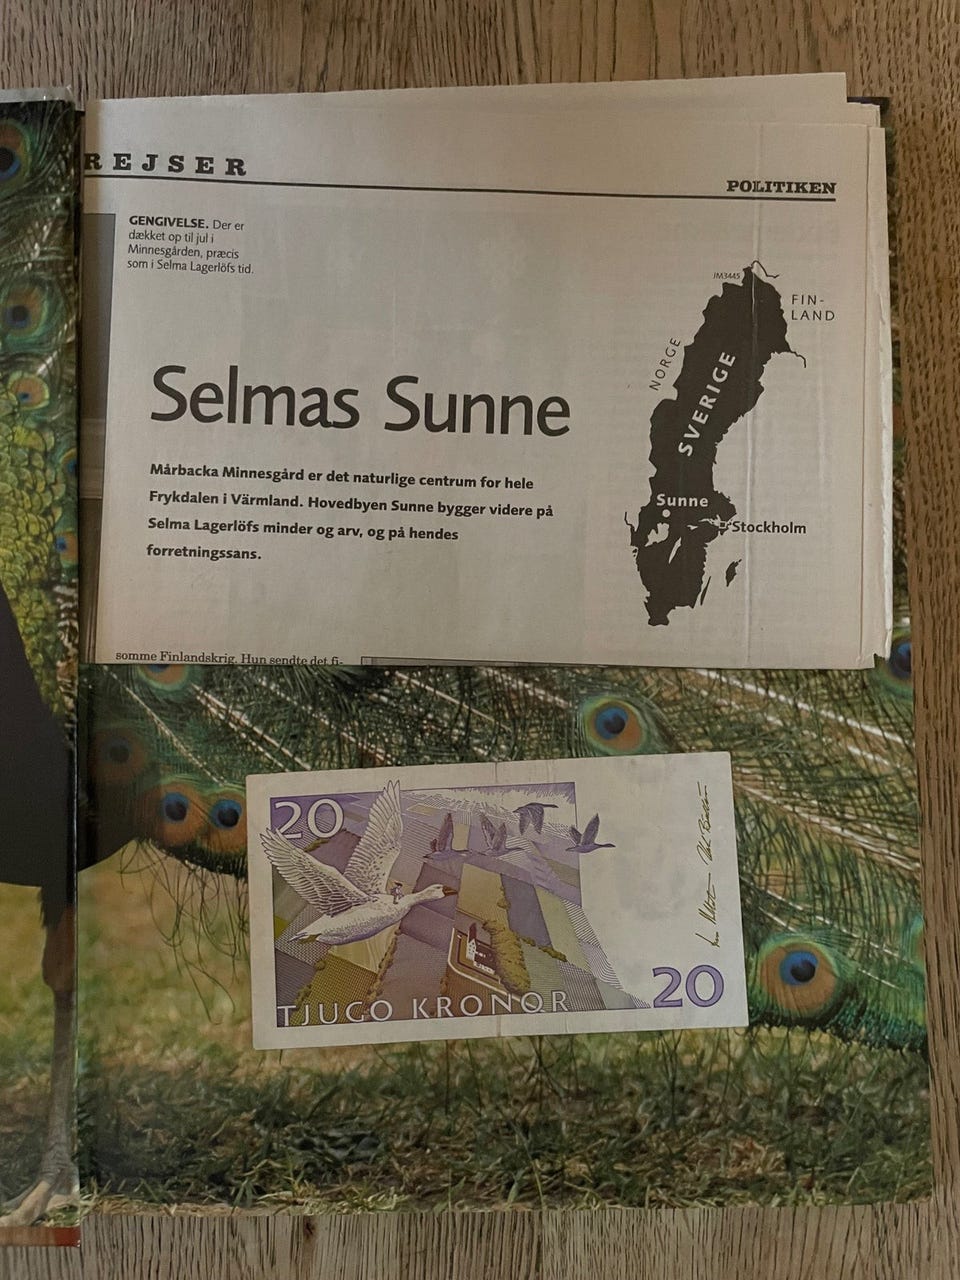 REJSER
POLITIKEN
GENGIVELSE. Der er
dækket op til jul i
Minnesgården, præcis
som i Selma Lagerlöfs tid.
Selmas Sunne
Mårbacka Minnesgård er det naturlige centrum for hele
Frykdalen i Värmland. Hovedbyen Sunne bygger videre på
Selma Lagerlöfs minder og arv, og på hendes
forretningssans.
JM3445
FIN-
LAND
NORGE
SVERIGE
Sunne
Stockholm
somme Finlandskrig. Hun sendte det fi-
20
TJUGO KRONOR
20